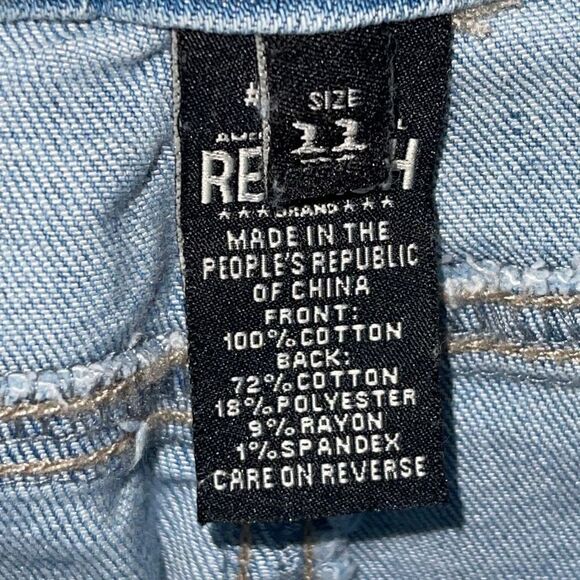 SIZE
11
BRAND
MADE IN THE
PEOPLE'S REPUBLIC
OF CHINA
FRONT:
100% COTTON
BACK:
72% COTTON
18% POLYESTER
9% RAYON
1% SPANDEX
CARE ON REVERSE